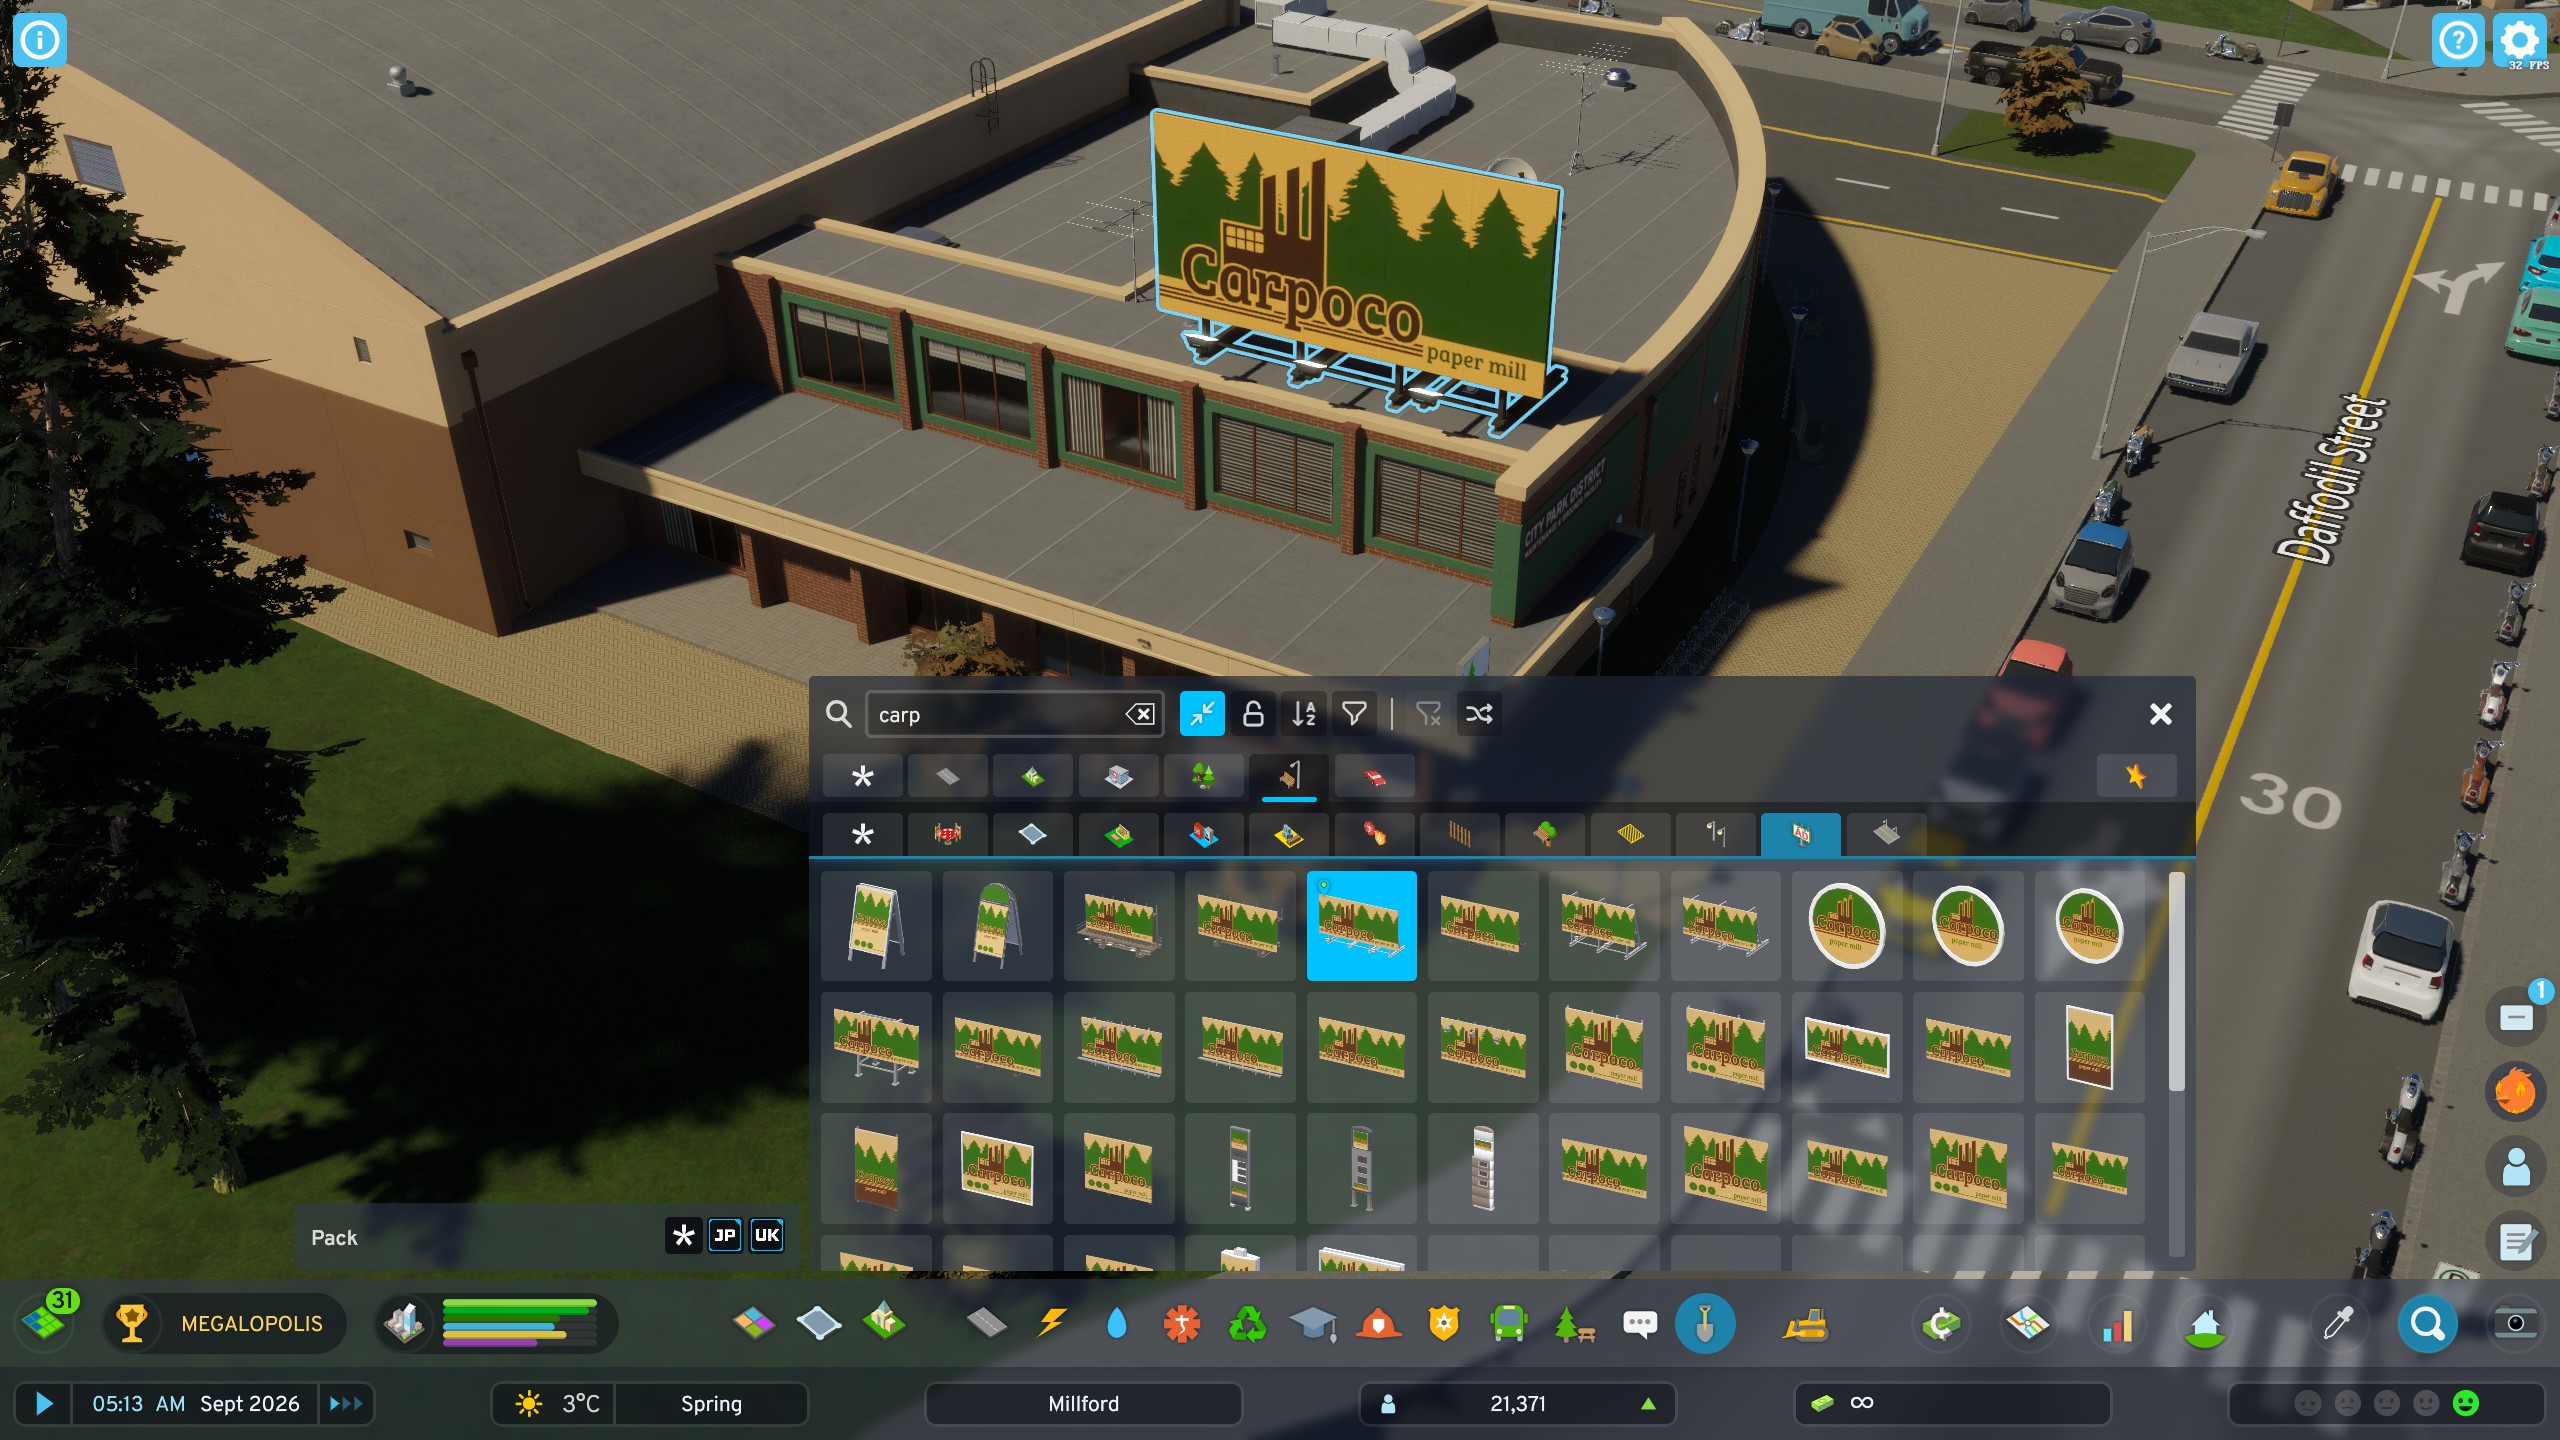 32 FPS
Carpoco
paper mill
CITY PARK DISTRICT
Daffodil Street
30
carp
AD
Pack
JP
UK
31
MEGALOPOLIS
1
05:13 AM Sept 2026
3°C
Spring
Millford
21,371
∞